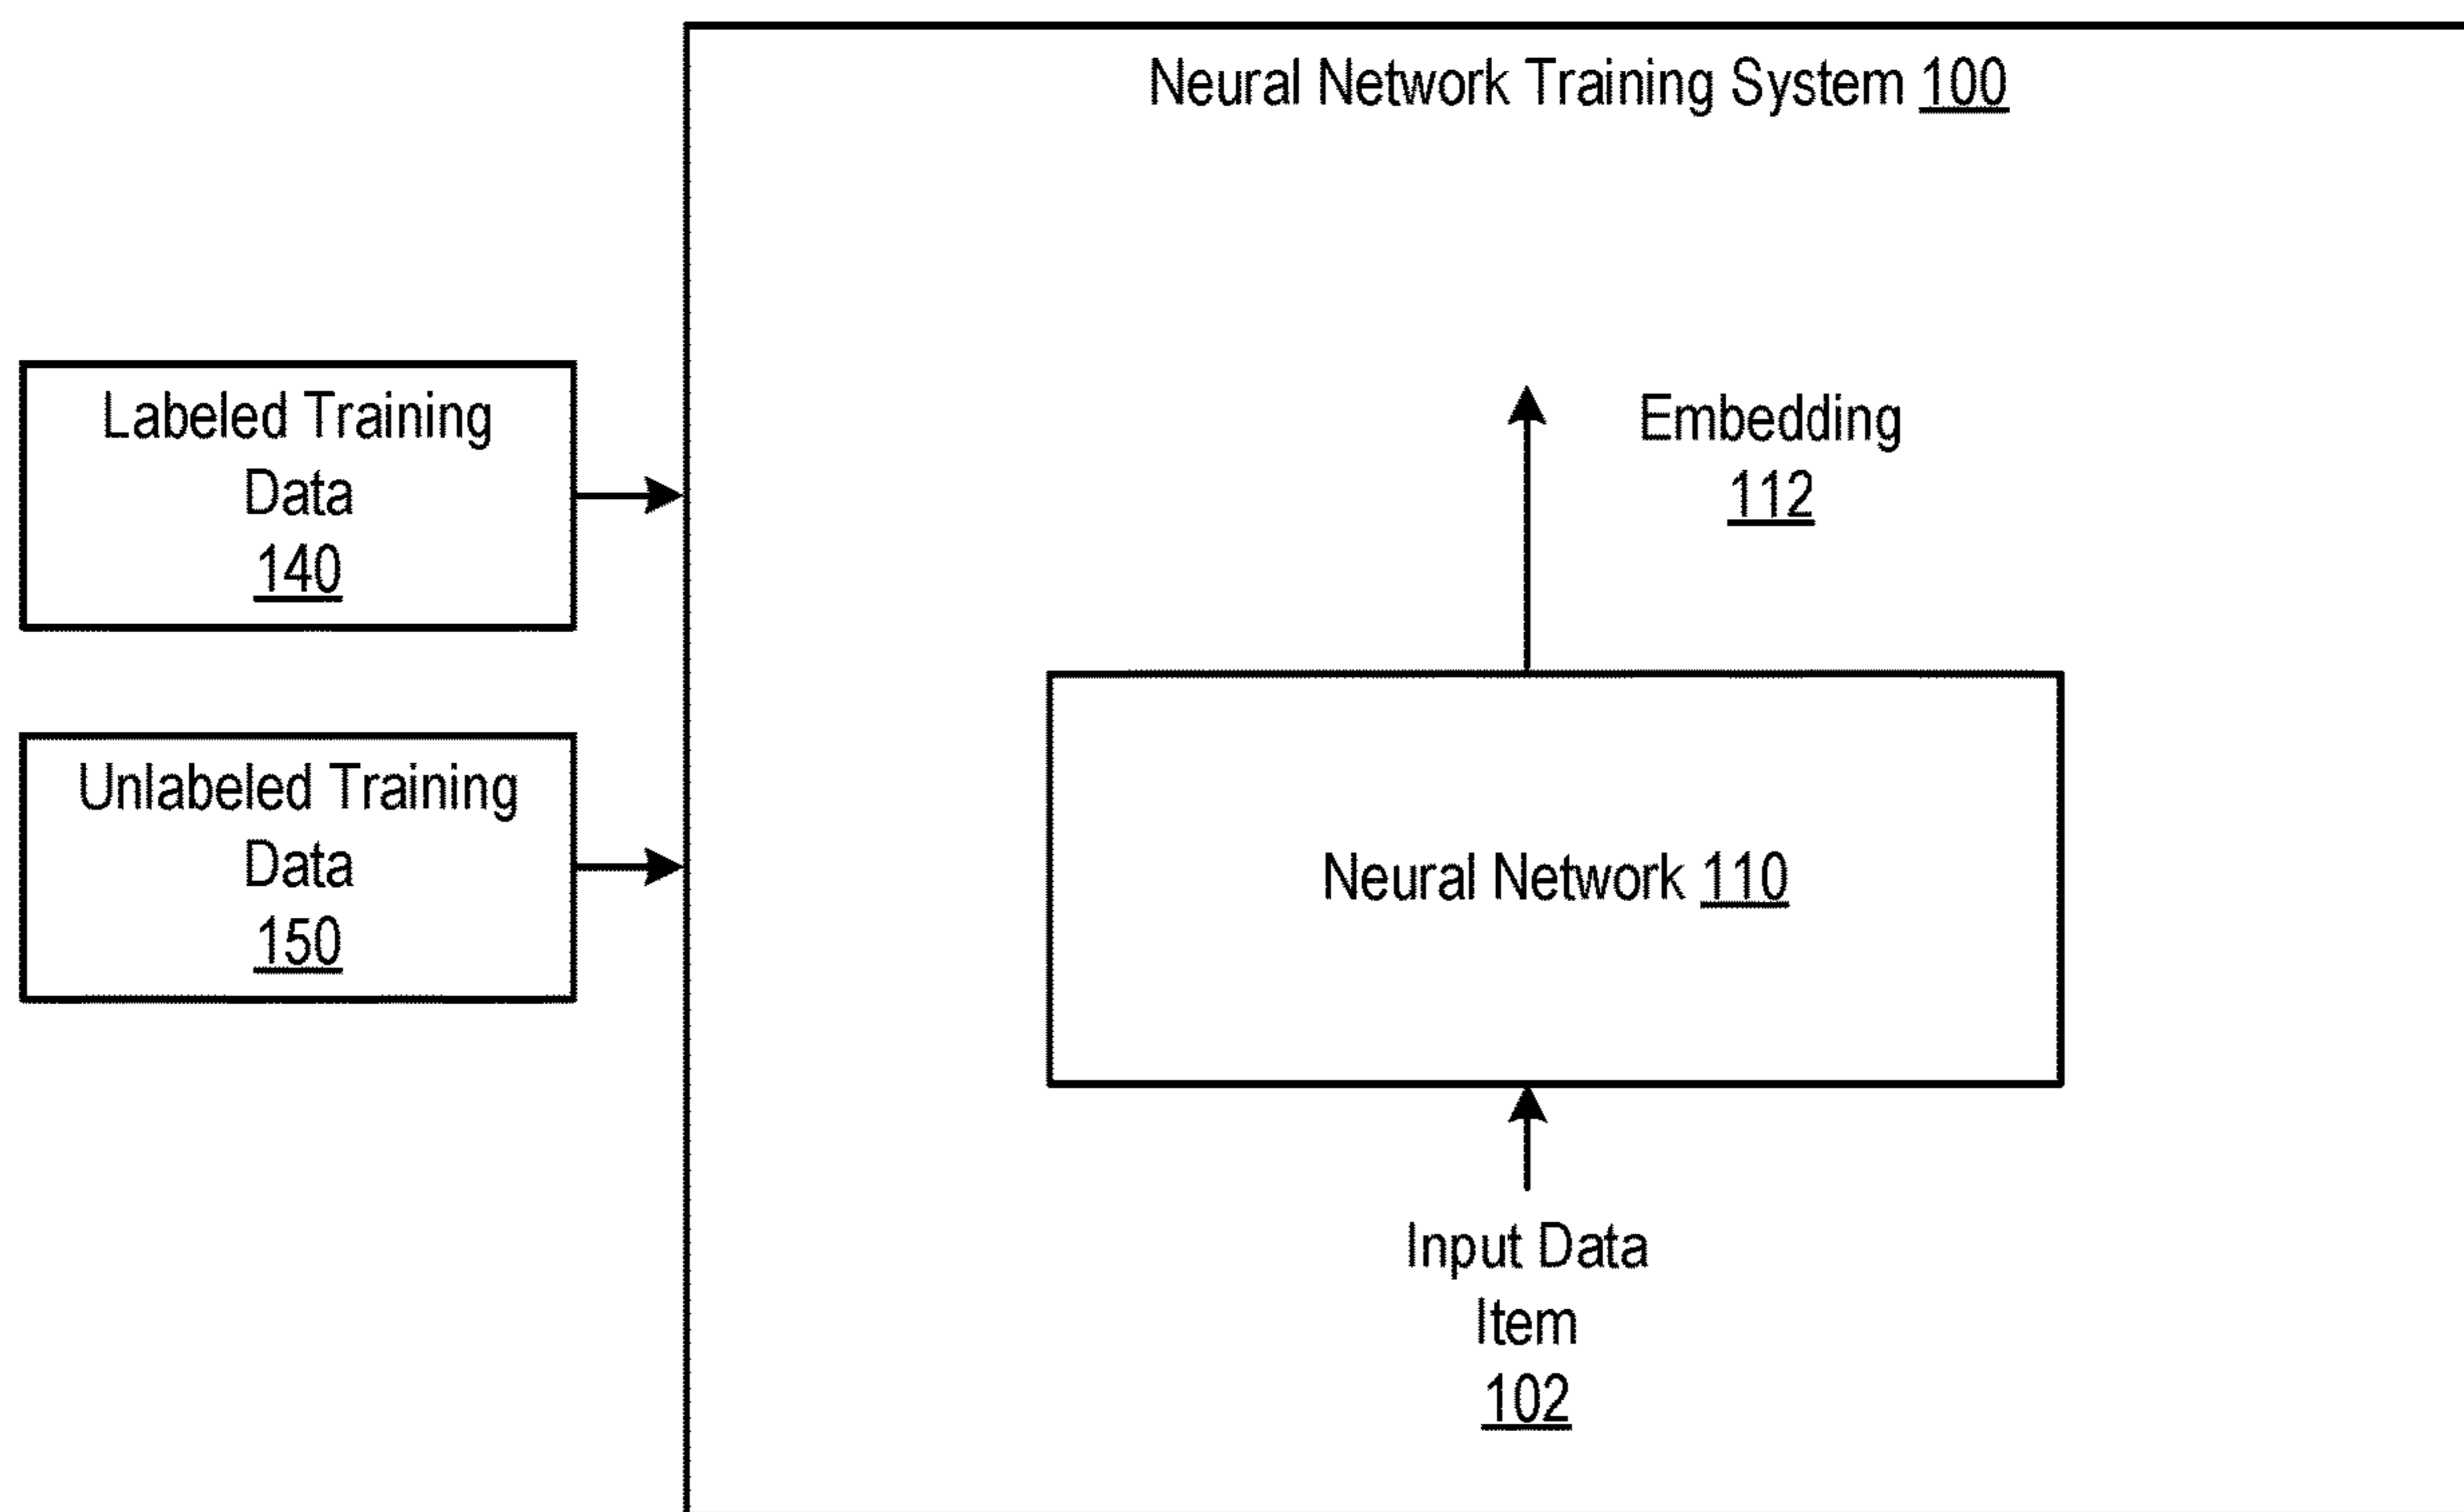 Neural Network Training System 100
Labeled Training
Data
140
Embedding
112
Unlabeled Training
Data
150
Neural Network 110
Input Data
Item
102